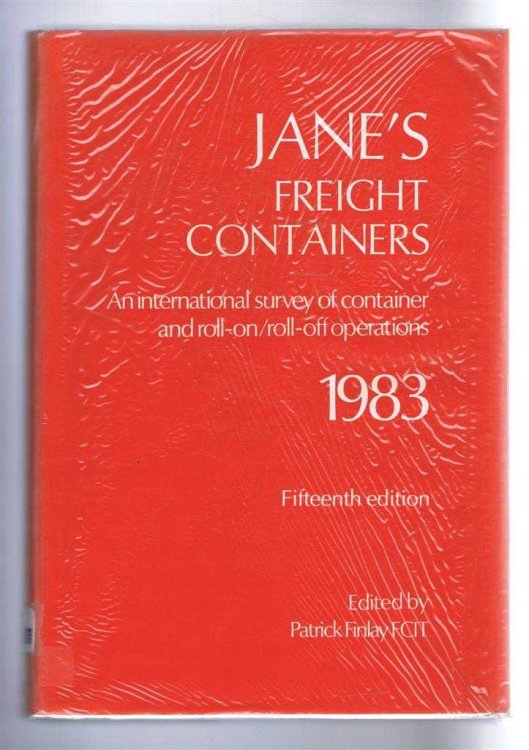 JANE'S
FREIGHT
CONTAINERS
An international survey of container
and roll-on/roll-off operations
1983
Fifteenth edition
Edited by
Patrick Finlay FCIT